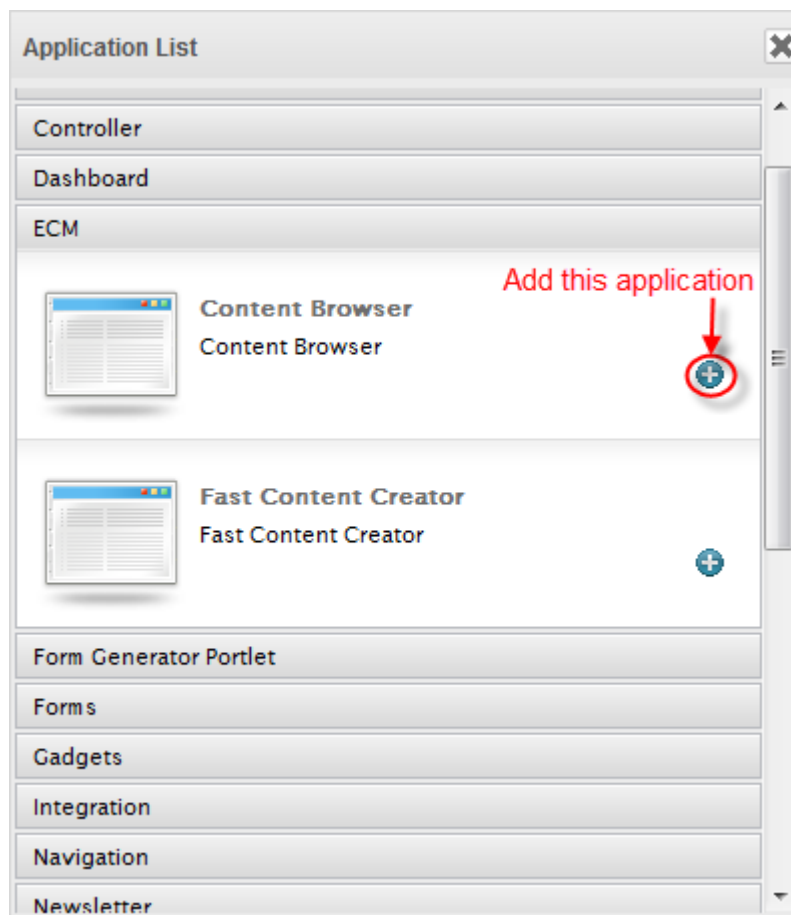 Application List
Controller
Dashboard
ECM
Add this application
Content Browser
Content Browser
Fast Content Creator
Fast Content Creator
Form Generator Portlet
Forms
Gadgets
Integration
Navigation
Newsletter